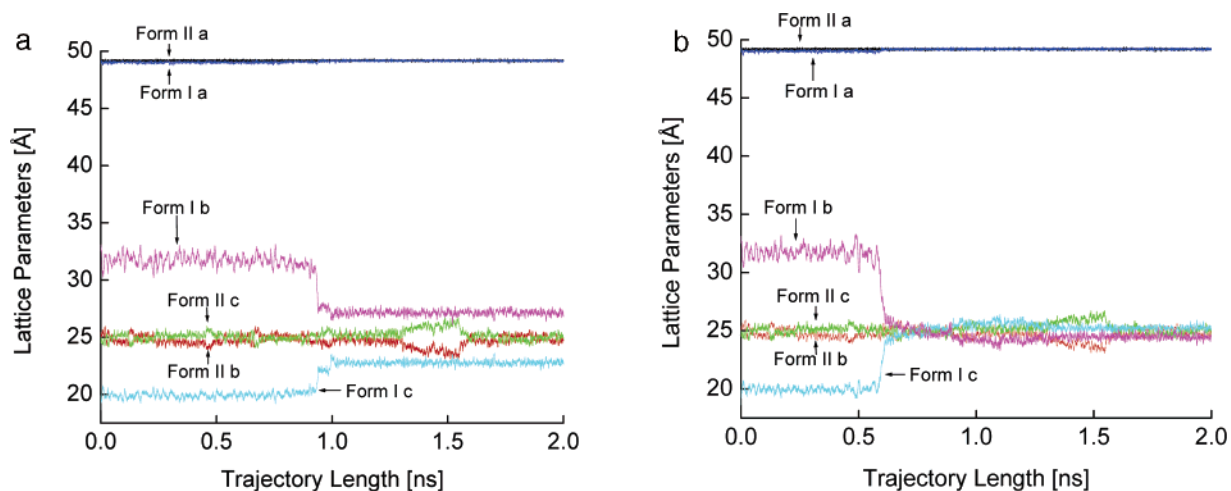 a
Form II a
50
Form I a
45
40
35
Form I b
30
Form II c
25
Form II b
20
Form I c
0.0 0.5 1.0 1.5 2.0
Trajectory Length [ns]
Lattice Parameters [Å]
b
Form II a
50
Form I a
45
40
35
Form I b
30
Form II c
25
Form II b
20
Form I c
0.0 0.5 1.0 1.5 2.0
Trajectory Length [ns]
Lattice Parameters [Å]